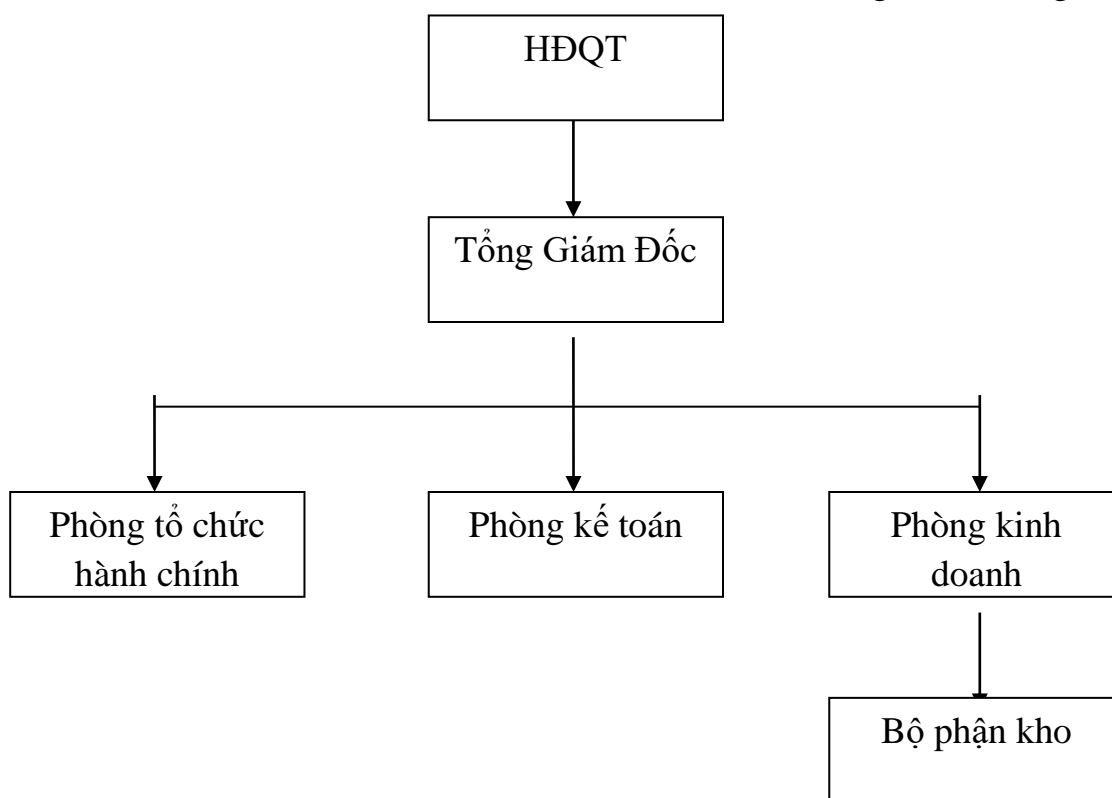 HĐQT
Tổng Giám Đốc
Phòng tổ chức
hành chính
Phòng kế toán
Phòng kinh
doanh
Bộ phận kho